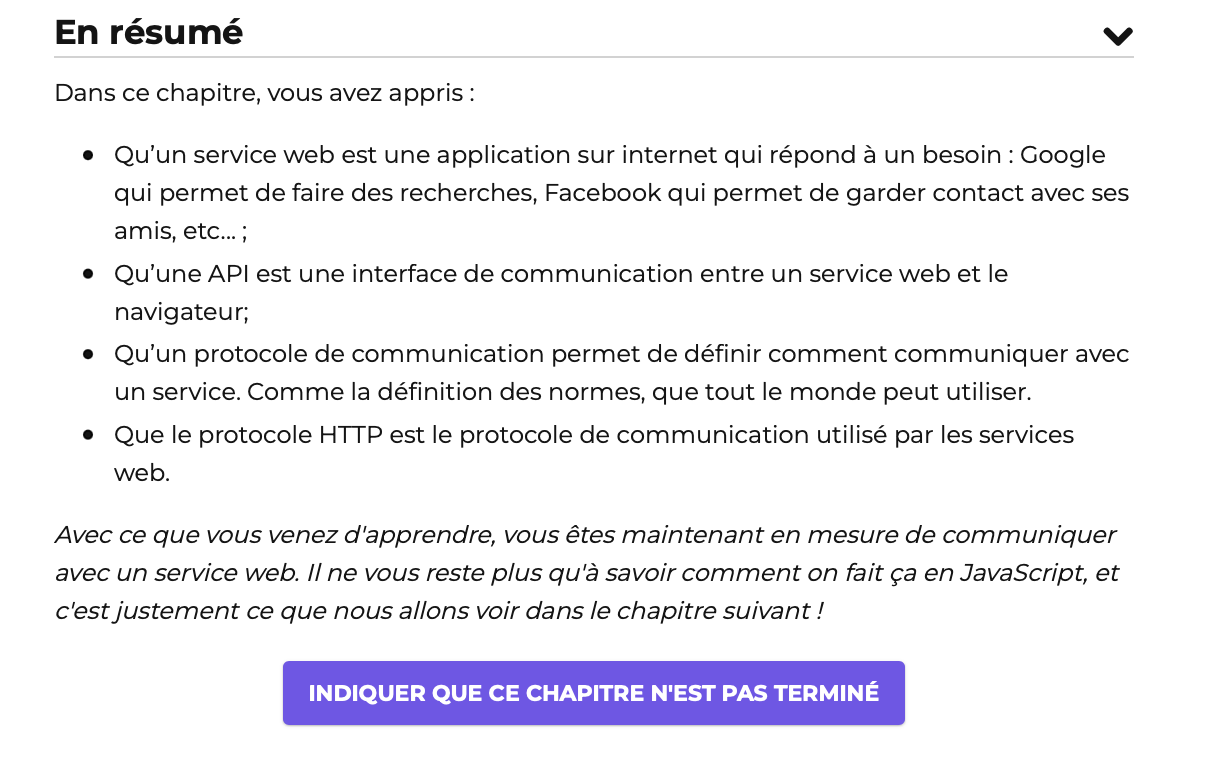 En résumé
Dans ce chapitre, vous avez appris :
Qu’un service web est une application sur internet qui répond à un besoin : Google
qui permet de faire des recherches, Facebook qui permet de garder contact avec ses
amis, etc... ;
Qu’une API est une interface de communication entre un service web et le
navigateur;
Qu’un protocole de communication permet de définir comment communiquer avec
un service. Comme la définition des normes, que tout le monde peut utiliser.
Que le protocole HTTP est le protocole de communication utilisé par les services
web.
Avec ce que vous venez d'apprendre, vous êtes maintenant en mesure de communiquer
avec un service web. Il ne vous reste plus qu'à savoir comment on fait ça en JavaScript, et
c'est justement ce que nous allons voir dans le chapitre suivant !
INDIQUER QUE CE CHAPITRE N'EST PAS TERMINÉ